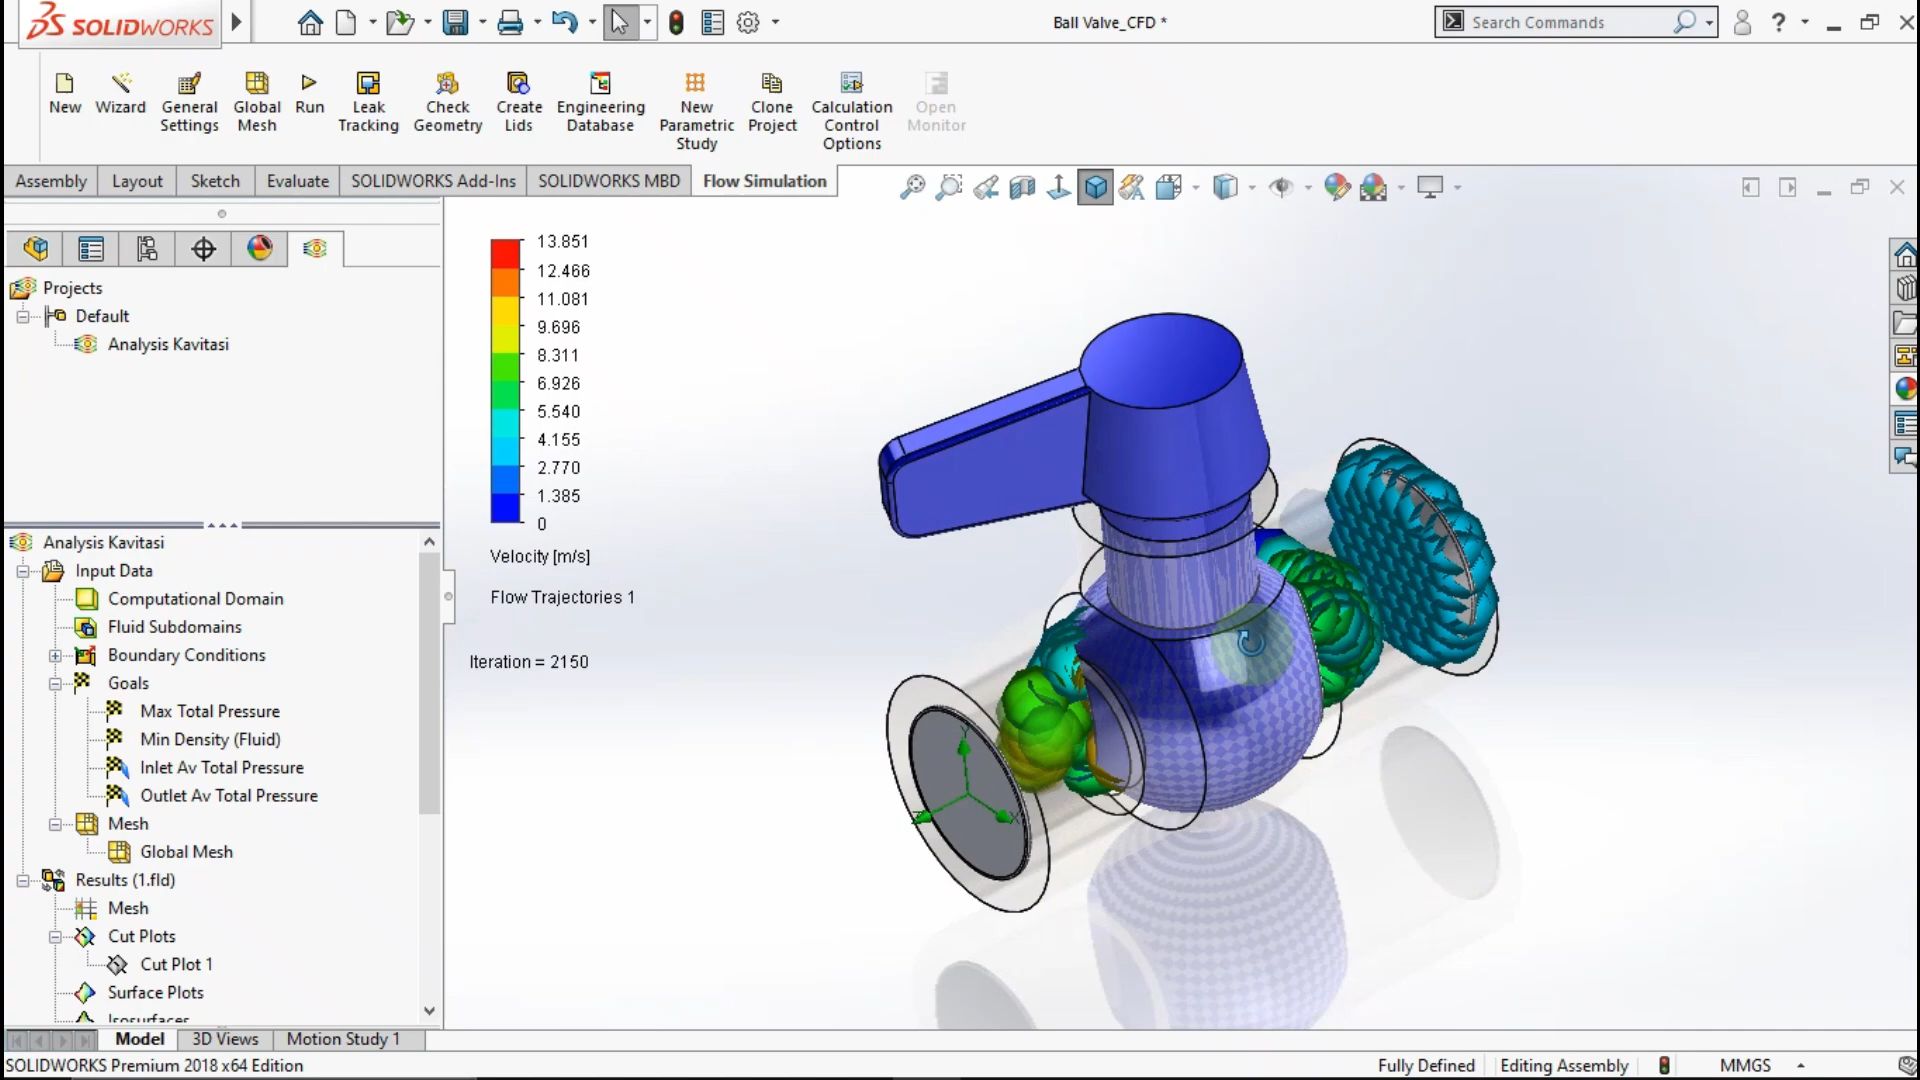 SOLIDWORKS
Ball Valve_CFD *
Search Commands
?
New
Wizard
General Settings
Global Mesh
Run
Leak Tracking
Check Geometry
Create Lids
Engineering Database
New Parametric Study
Clone Project
Calculation Control Options
Open Monitor
Assembly
Layout
Sketch
Evaluate
SOLIDWORKS Add-Ins
SOLIDWORKS MBD
Flow Simulation
Projects
Default
Analysis Kavitasi
Analysis Kavitasi
Input Data
Computational Domain
Fluid Subdomains
Boundary Conditions
Goals
Max Total Pressure
Min Density (Fluid)
Inlet Av Total Pressure
Outlet Av Total Pressure
Mesh
Global Mesh
Results (1.fld)
Mesh
Cut Plots
Cut Plot 1
Surface Plots
Isosurfaces
13.851
12.466
11.081
9.696
8.311
6.926
5.540
4.155
2.770
1.385
0
Velocity [m/s]
Flow Trajectories 1
Iteration = 2150
Model
3D Views
Motion Study 1
SOLIDWORKS Premium 2018 x64 Edition
Fully Defined
Editing Assembly
MMGS